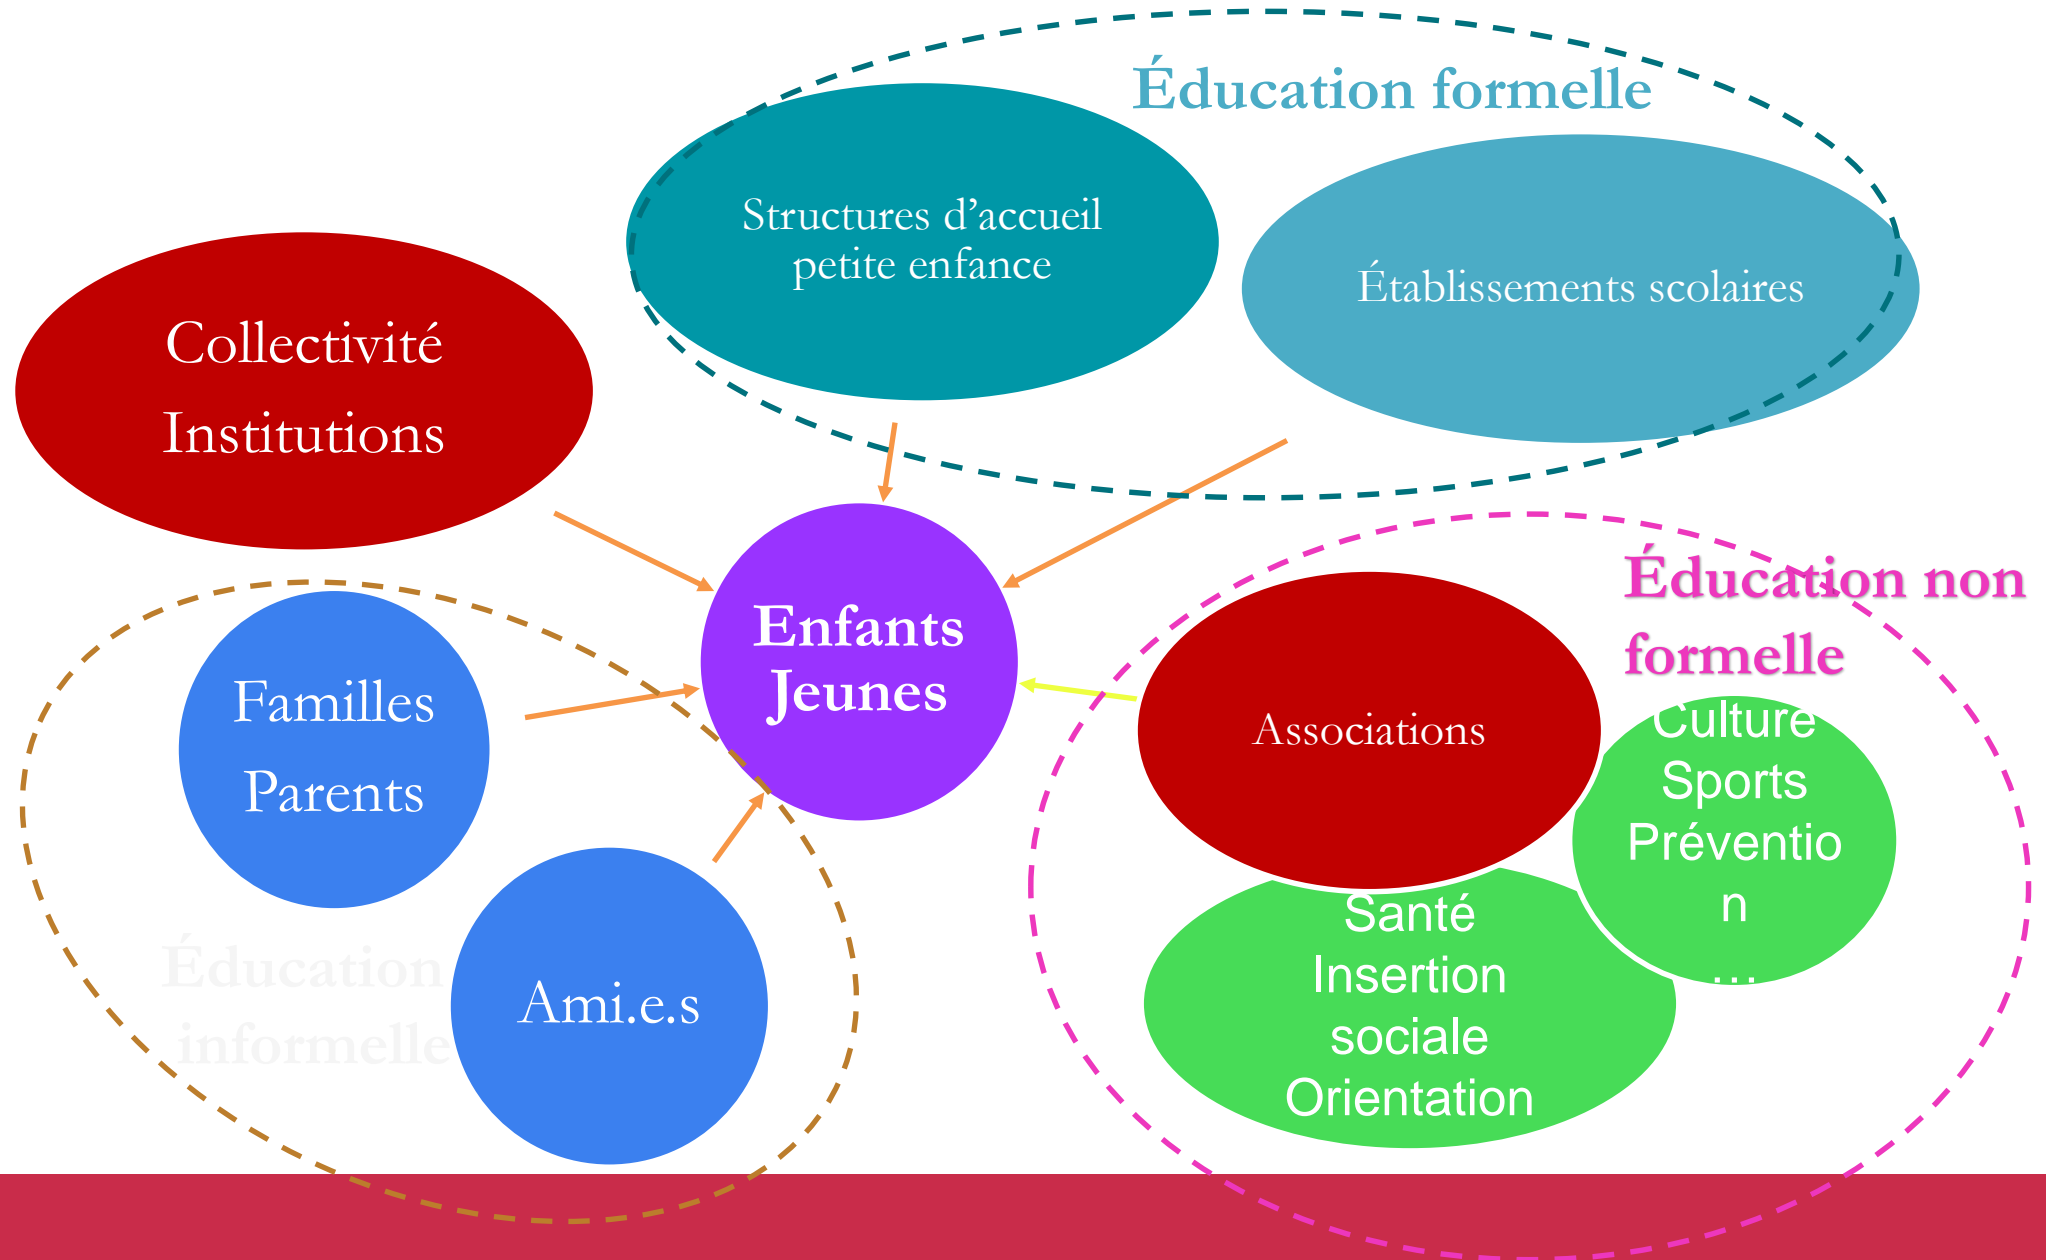 Éducation formelle
Structures d’accueil
petite enfance
Établissements scolaires
Collectivité
Institutions
Enfants
Jeunes
Éducation non
formelle
Familles
Parents
Associations
Culture
Sports
Préventio
n
…
Santé
Insertion
sociale
Orientation
Éducation
informelle
Ami.e.s